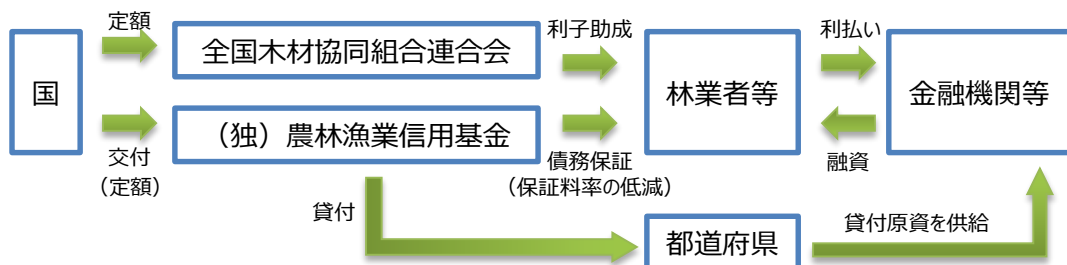 定額
利子助成
利払い
国
全国木材協同組合連合会
林業者等
金融機関等
（独）農林漁業信用基金
交付
（定額）
債務保証
（保証料率の低減）
融資
貸付
都道府県
貸付原資を供給